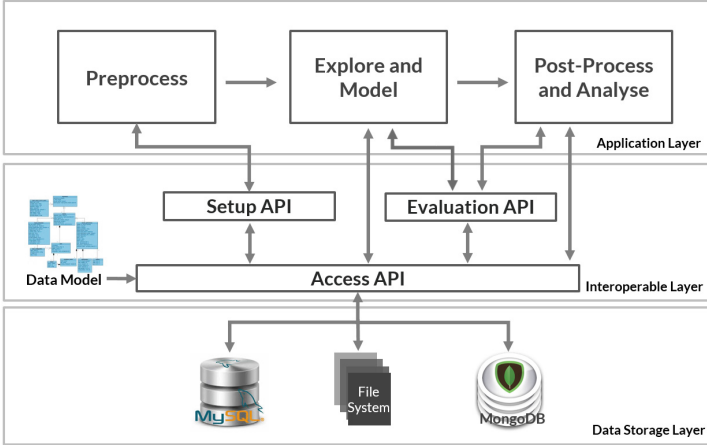 Preprocess
Explore and
Model
Post-Process
and Analyse
Application Layer
Setup API
Evaluation API
Data Model
Access API
Interoperable Layer
MySQL
File
System
MongoDB
Data Storage Layer